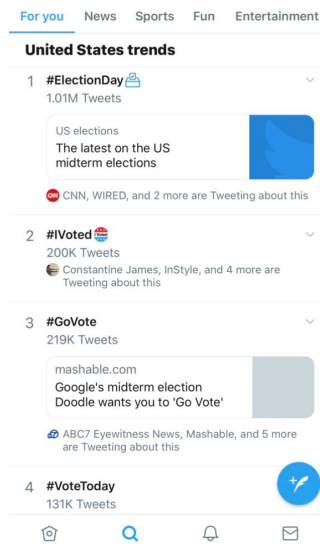 For you News Sports Fun Entertainment
United States trends
1 #ElectionDay
1.01M Tweets
US elections
The latest on the US
midterm elections
CNN CNN, WIRED, and 2 more are Tweeting about this
2 #IVoted
200K Tweets
Constantine James, InStyle, and 4 more are
Tweeting about this
3 #GoVote
219K Tweets
mashable.com
Google's midterm election
Doodle wants you to 'Go Vote'
ABC7 Eyewitness News, Mashable, and 5 more
are Tweeting about this
4 #VoteToday
131K Tweets